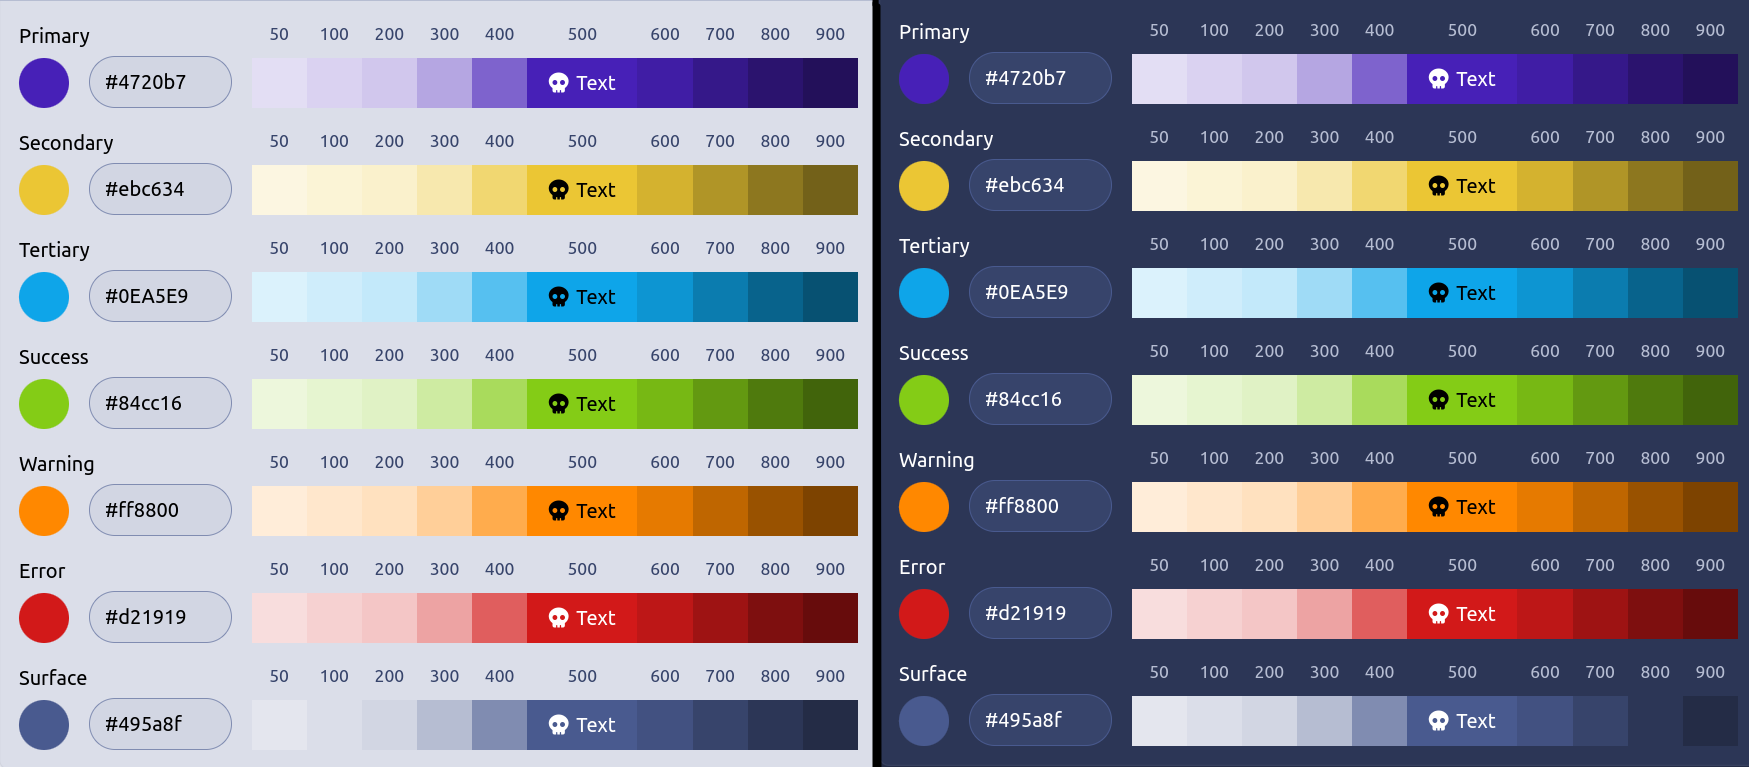 Primary 50 100 200 300 400 500 600 700 800 900
#4720b7 Text
Secondary 50 100 200 300 400 500 600 700 800 900
#ebc634 Text
Tertiary 50 100 200 300 400 500 600 700 800 900
#0EA5E9 Text
Success 50 100 200 300 400 500 600 700 800 900
#84cc16 Text
Warning 50 100 200 300 400 500 600 700 800 900
#ff8800 Text
Error 50 100 200 300 400 500 600 700 800 900
#d21919 Text
Surface 50 100 200 300 400 500 600 700 800 900
#495a8f Text
Primary 50 100 200 300 400 500 600 700 800 900
#4720b7 Text
Secondary 50 100 200 300 400 500 600 700 800 900
#ebc634 Text
Tertiary 50 100 200 300 400 500 600 700 800 900
#0EA5E9 Text
Success 50 100 200 300 400 500 600 700 800 900
#84cc16 Text
Warning 50 100 200 300 400 500 600 700 800 900
#ff8800 Text
Error 50 100 200 300 400 500 600 700 800 900
#d21919 Text
Surface 50 100 200 300 400 500 600 700 800 900
#495a8f Text